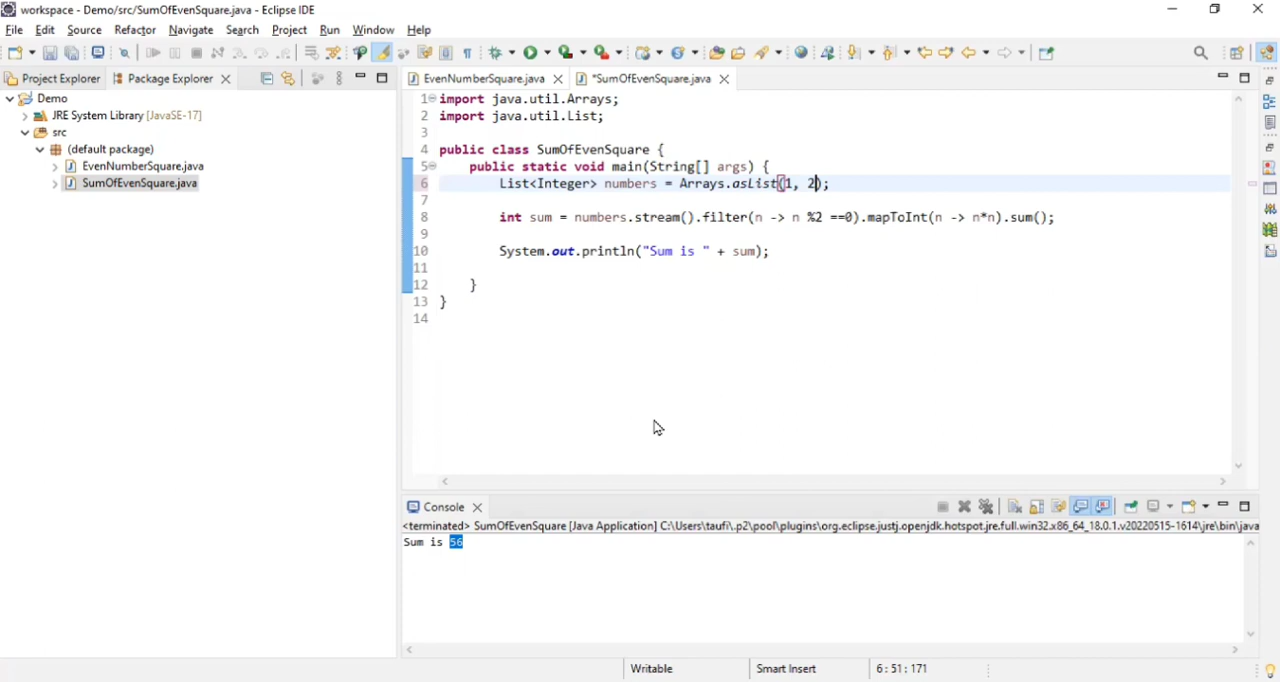 workspace - Demo/src/SumOfEvenSquare.java - Eclipse IDE
File Edit Source Refactor Navigate Search Project Run Window Help
Project Explorer Package Explorer
EvenNumberSquare.java *SumOfEvenSquare.java
Demo
JRE System Library [JavaSE-17]
src
(default package)
EvenNumberSquare.java
SumOfEvenSquare.java
1 import java.util.Arrays;
2 import java.util.List;
3
4 public class SumOfEvenSquare {
5 public static void main(String[] args) {
6 List<Integer> numbers = Arrays.asList(1, 2);
7
8 int sum = numbers.stream().filter(n -> n %2 ==0).mapToInt(n -> n*n).sum();
9
10 System.out.println("Sum is " + sum);
11
12 }
13 }
14
Console
<terminated> SumOfEvenSquare [Java Application] C:\Users\taufi\.p2\pool\plugins\org.eclipse.justj.openjdk.hotspot.jre.full.win32.x86_64_18.0.1.v20220515-1614\jre\bin\java
Sum is 56
Writable Smart Insert 6 : 51 : 171